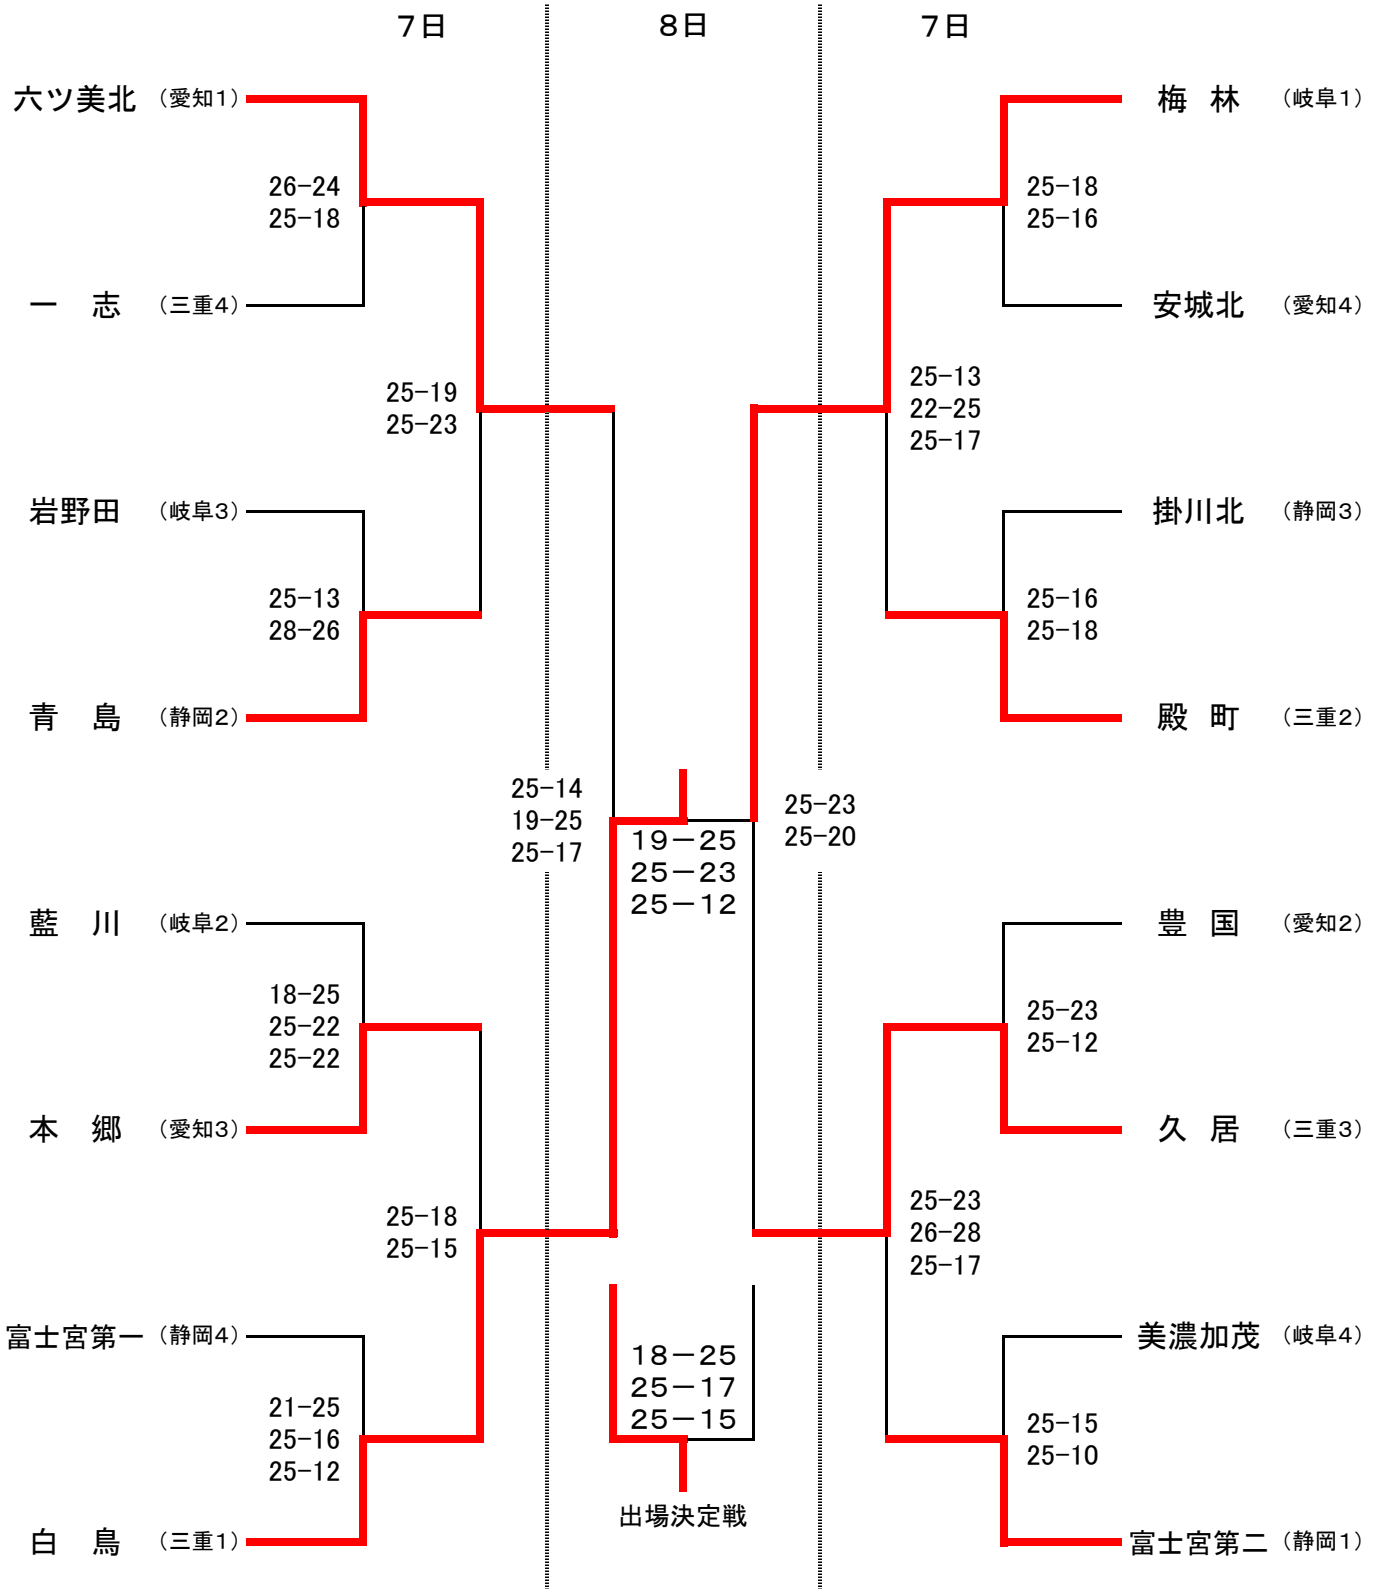 7日
8日
7日
六ツ美北 (愛知1)
26-24
25-18
一 志 (三重4)
25-19
25-23
岩野田 (岐阜3)
25-13
28-26
青 島 (静岡2)
25-14
19-25
25-17
藍 川 (岐阜2)
18-25
25-22
25-22
本 郷 (愛知3)
25-18
25-15
富士宮第一 (静岡4)
21-25
25-16
25-12
白 鳥 (三重1)
19-25
25-23
25-12
18-25
25-17
25-15
出場決定戦
梅 林 (岐阜1)
25-18
25-16
安城北 (愛知4)
25-13
22-25
25-17
掛川北 (静岡3)
25-16
25-18
殿 町 (三重2)
25-23
25-20
豊 国 (愛知2)
25-23
25-12
久 居 (三重3)
25-23
26-28
25-17
美濃加茂 (岐阜4)
25-15
25-10
富士宮第二 (静岡1)